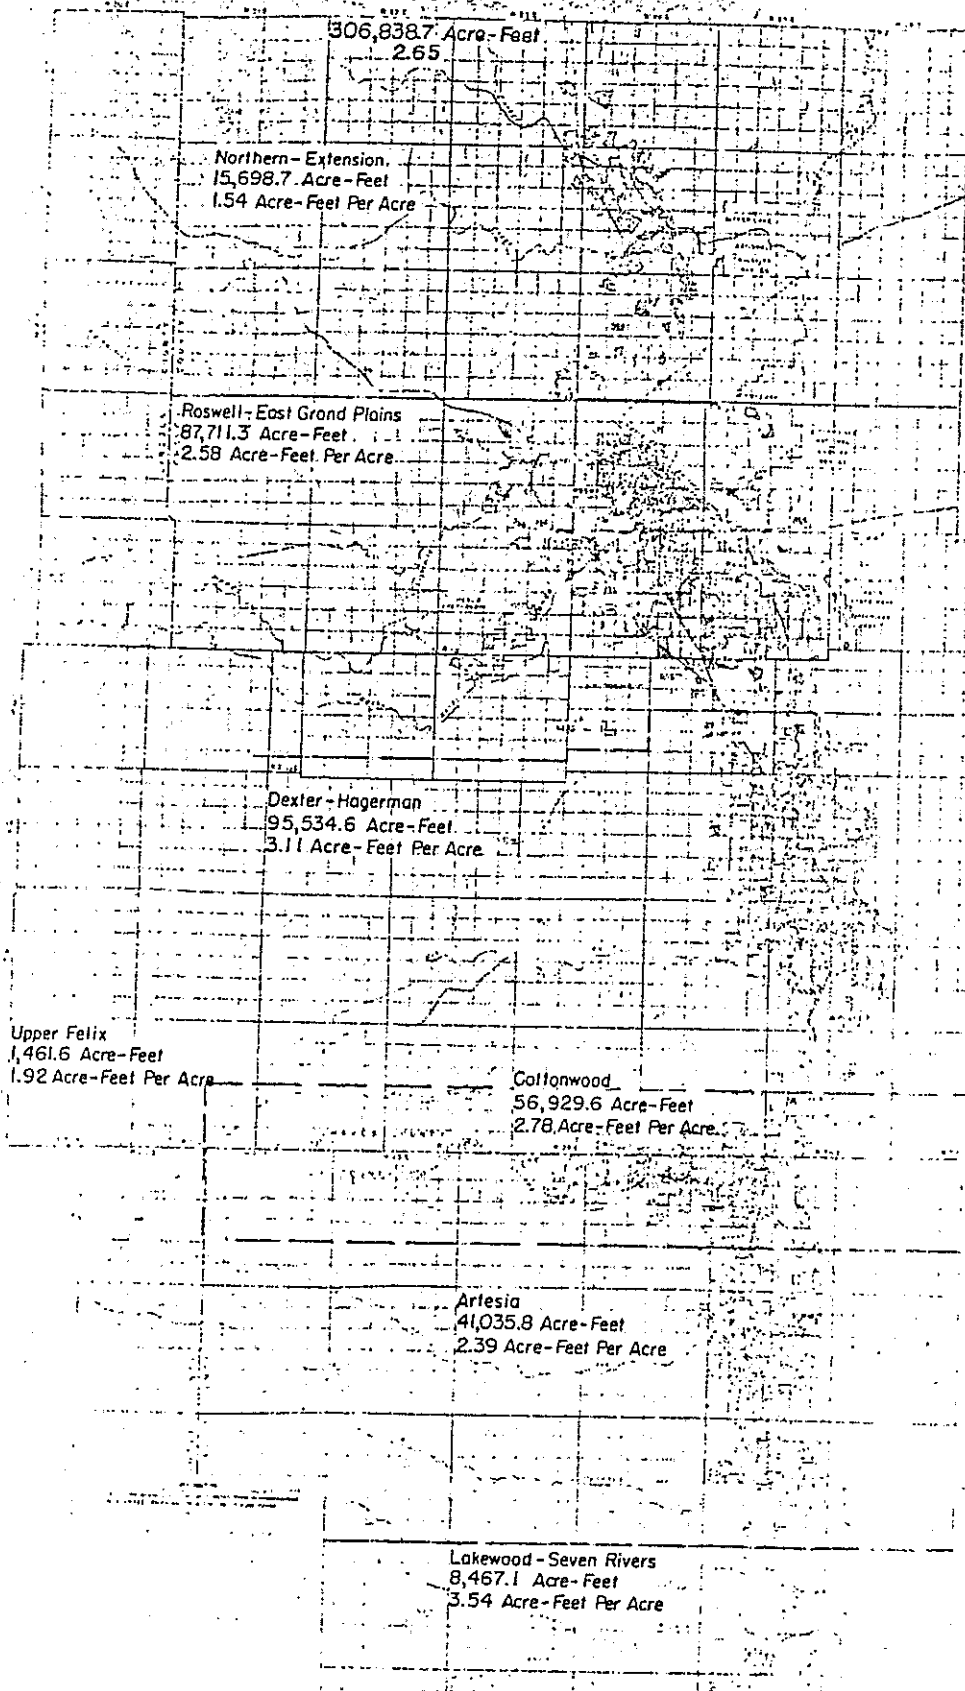 306,838.7 Acre-Feet
2.65
Northern-Extension.
15,698.7 Acre-Feet
1.54 Acre-Feet Per Acre
Roswell-East Grand Plains
87,711.3 Acre-Feet
2.58 Acre-Feet Per Acre
Dexter-Hagerman
95,534.6 Acre-Feet
3.11 Acre-Feet Per Acre
Upper Felix
1,461.6 Acre-Feet
1.92 Acre-Feet Per Acre
Cottonwood
56,929.6 Acre-Feet
2.78 Acre-Feet Per Acre
Artesia
41,035.8 Acre-Feet
2.39 Acre-Feet Per Acre
Lakewood-Seven Rivers
8,467.1 Acre-Feet
3.54 Acre-Feet Per Acre